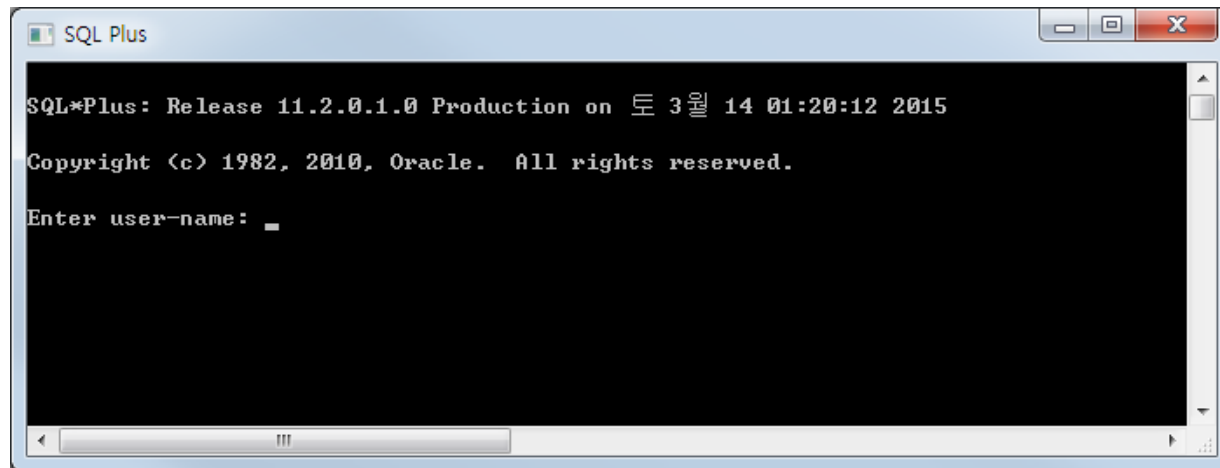 SQL Plus
SQL*Plus: Release 11.2.0.1.0 Production on 토 3월 14 01:20:12 2015
Copyright (c) 1982, 2010, Oracle.  All rights reserved.
Enter user-name: _